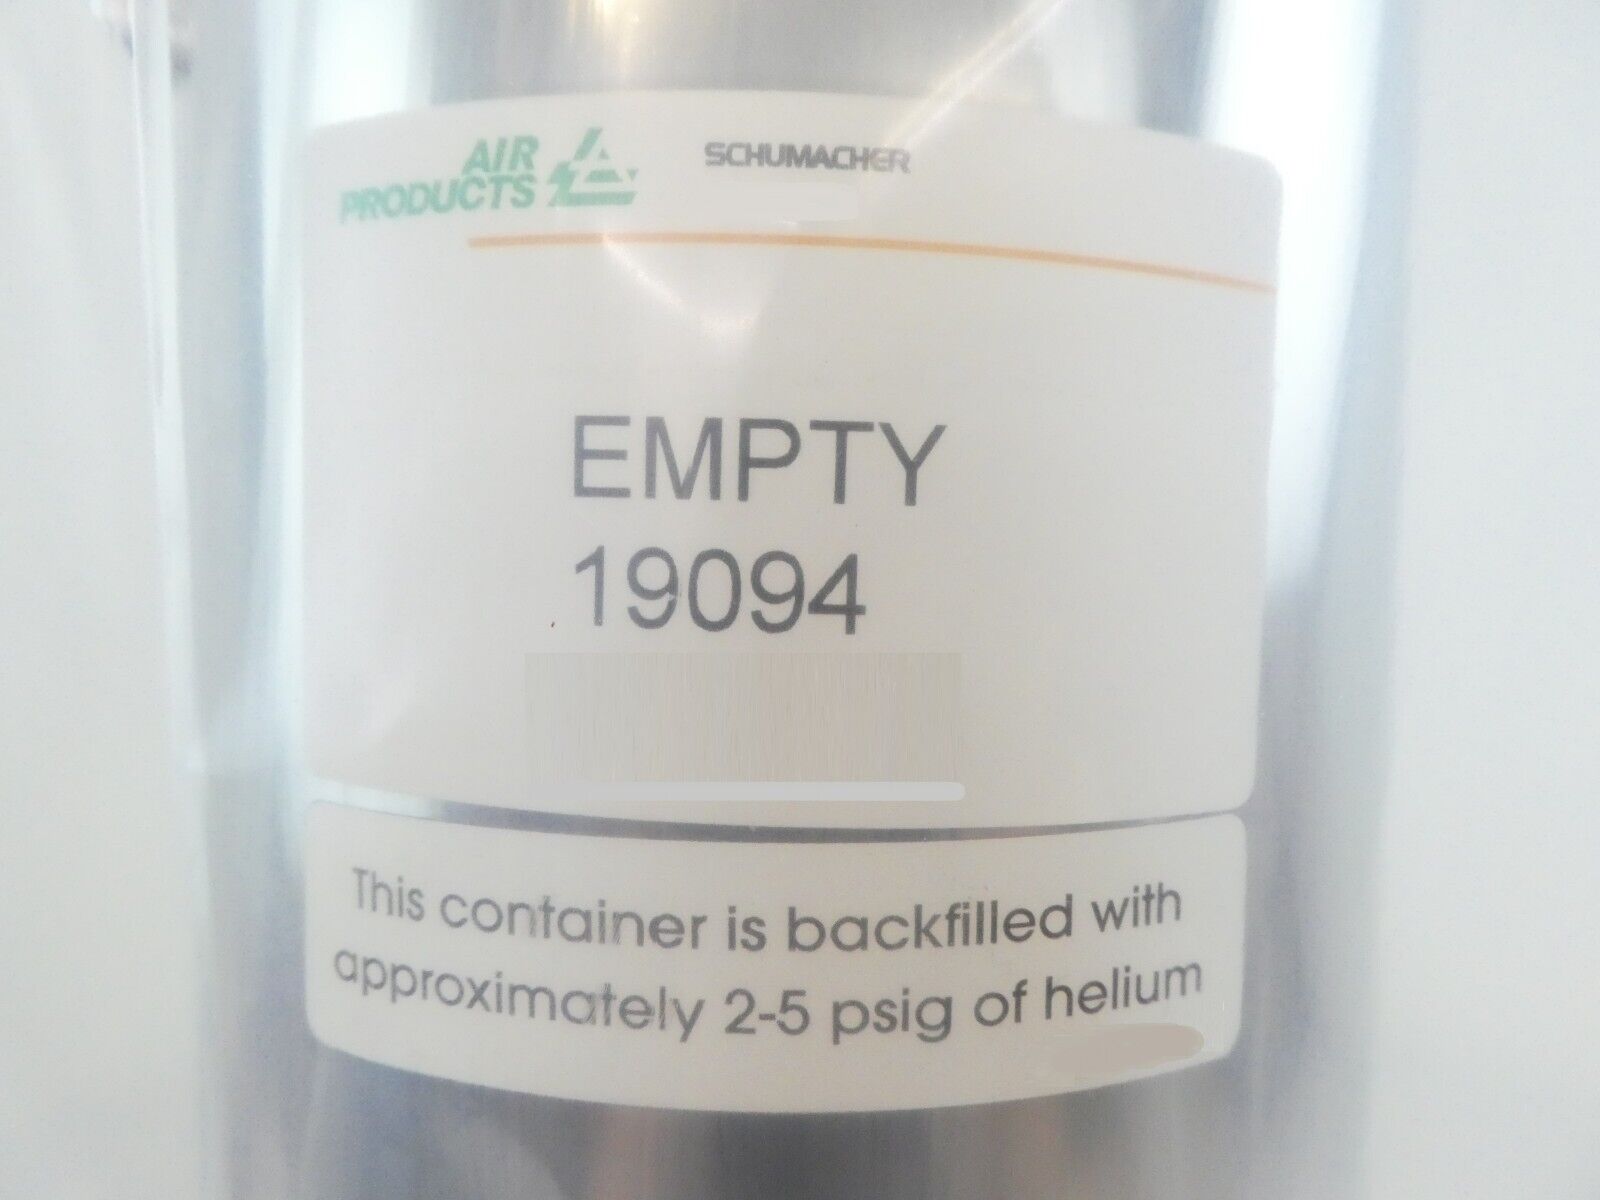 AIR
PRODUCTS
SCHUMACHER
EMPTY
19094
This container is backfilled with
approximately 2-5 psig of helium